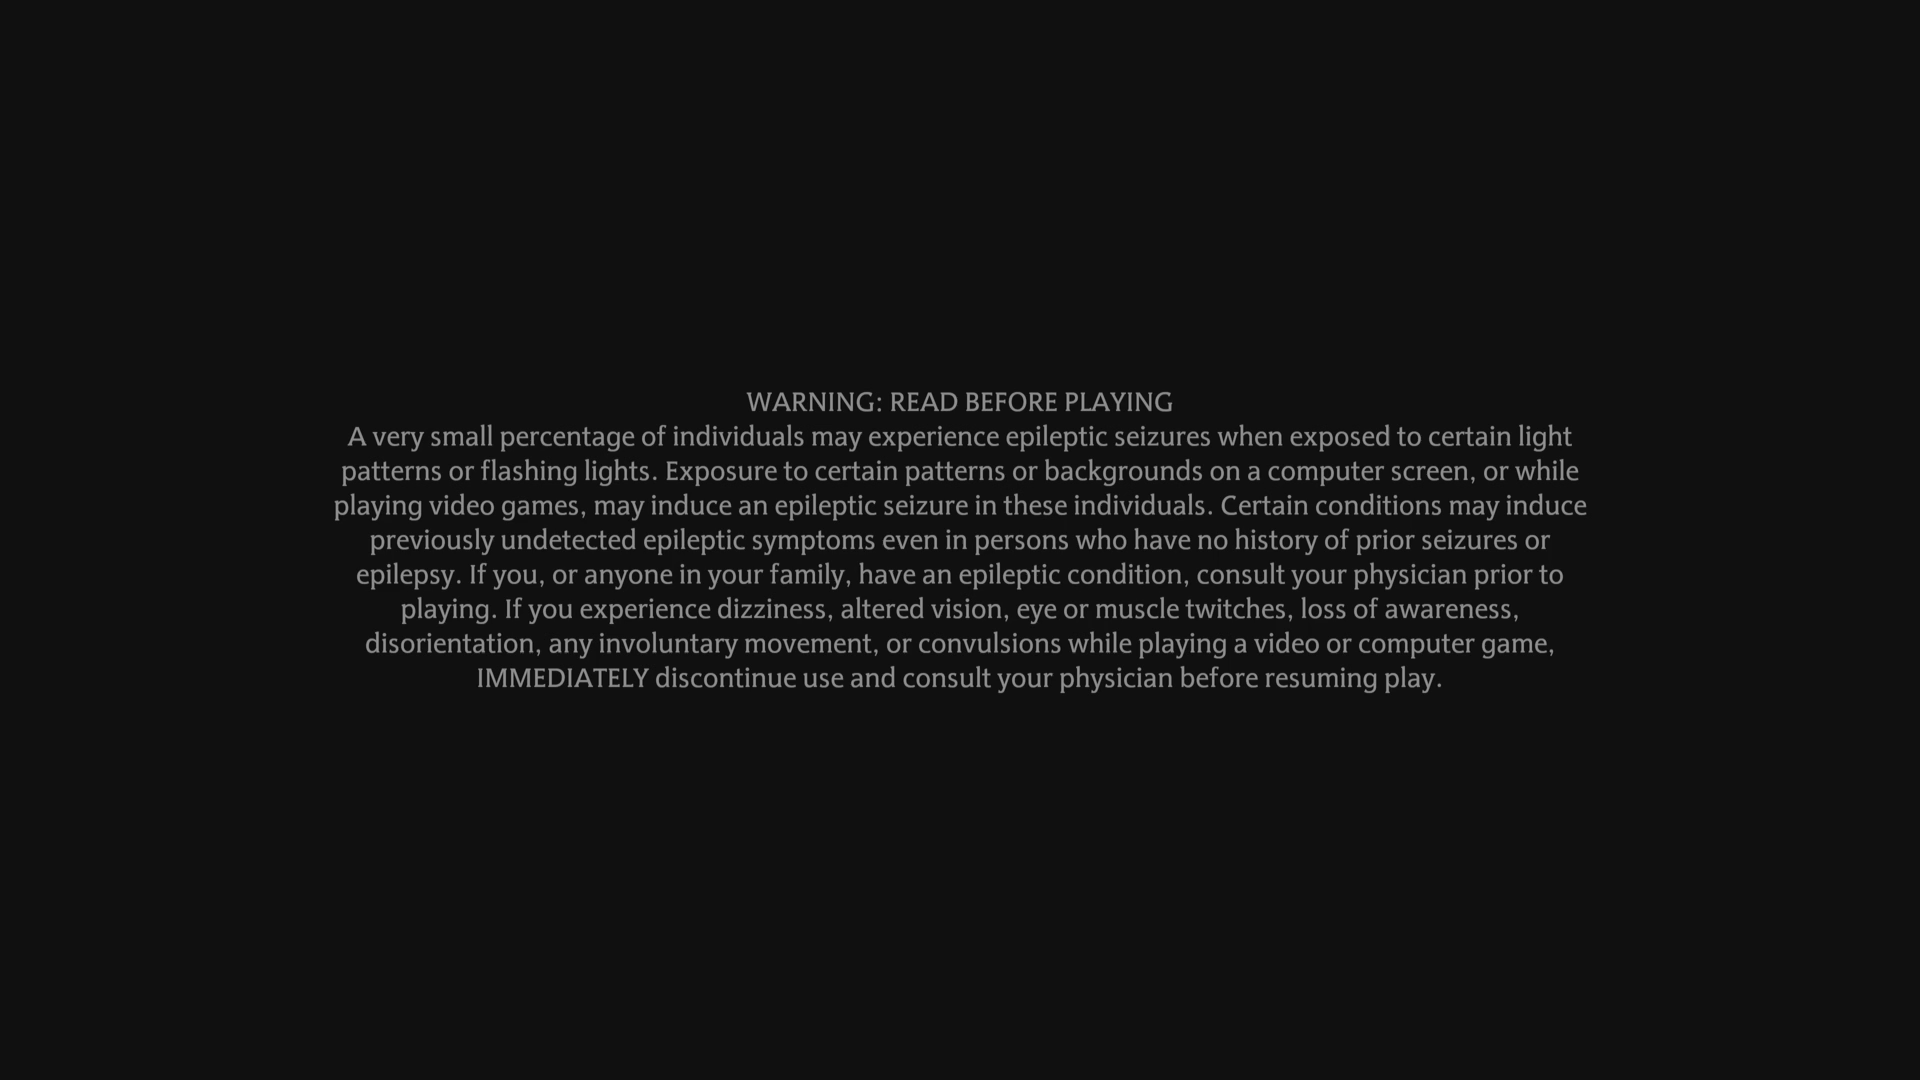 WARNING: READ BEFORE PLAYING
A very small percentage of individuals may experience epileptic seizures when exposed to certain light
patterns or flashing lights. Exposure to certain patterns or backgrounds on a computer screen, or while
playing video games, may induce an epileptic seizure in these individuals. Certain conditions may induce
previously undetected epileptic symptoms even in persons who have no history of prior seizures or
epilepsy. If you, or anyone in your family, have an epileptic condition, consult your physician prior to
playing. If you experience dizziness, altered vision, eye or muscle twitches, loss of awareness,
disorientation, any involuntary movement, or convulsions while playing a video or computer game,
IMMEDIATELY discontinue use and consult your physician before resuming play.